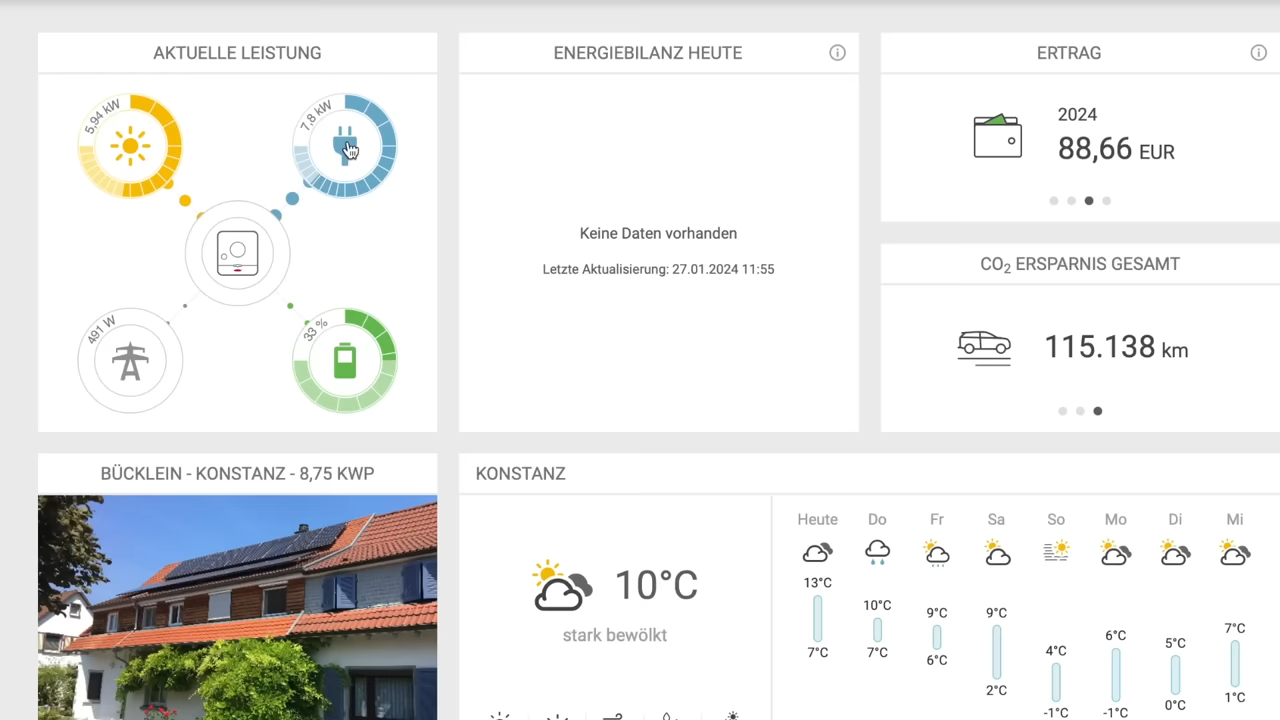 AKTUELLE LEISTUNG
5,94 kW
7,8 kW
491 W
33 %
ENERGIEBILANZ HEUTE
Keine Daten vorhanden
Letzte Aktualisierung: 27.01.2024 11:55
ERTRAG
2024
88,66 EUR
CO₂ ERSPARNIS GESAMT
115.138 km
BÜCKLEIN - KONSTANZ - 8,75 KWP
KONSTANZ
10°C
stark bewölkt
Heute Do Fr Sa So Mo Di Mi
13°C 10°C 9°C 9°C 4°C 6°C 5°C 7°C
7°C 7°C 6°C 2°C -1°C -1°C 0°C 1°C